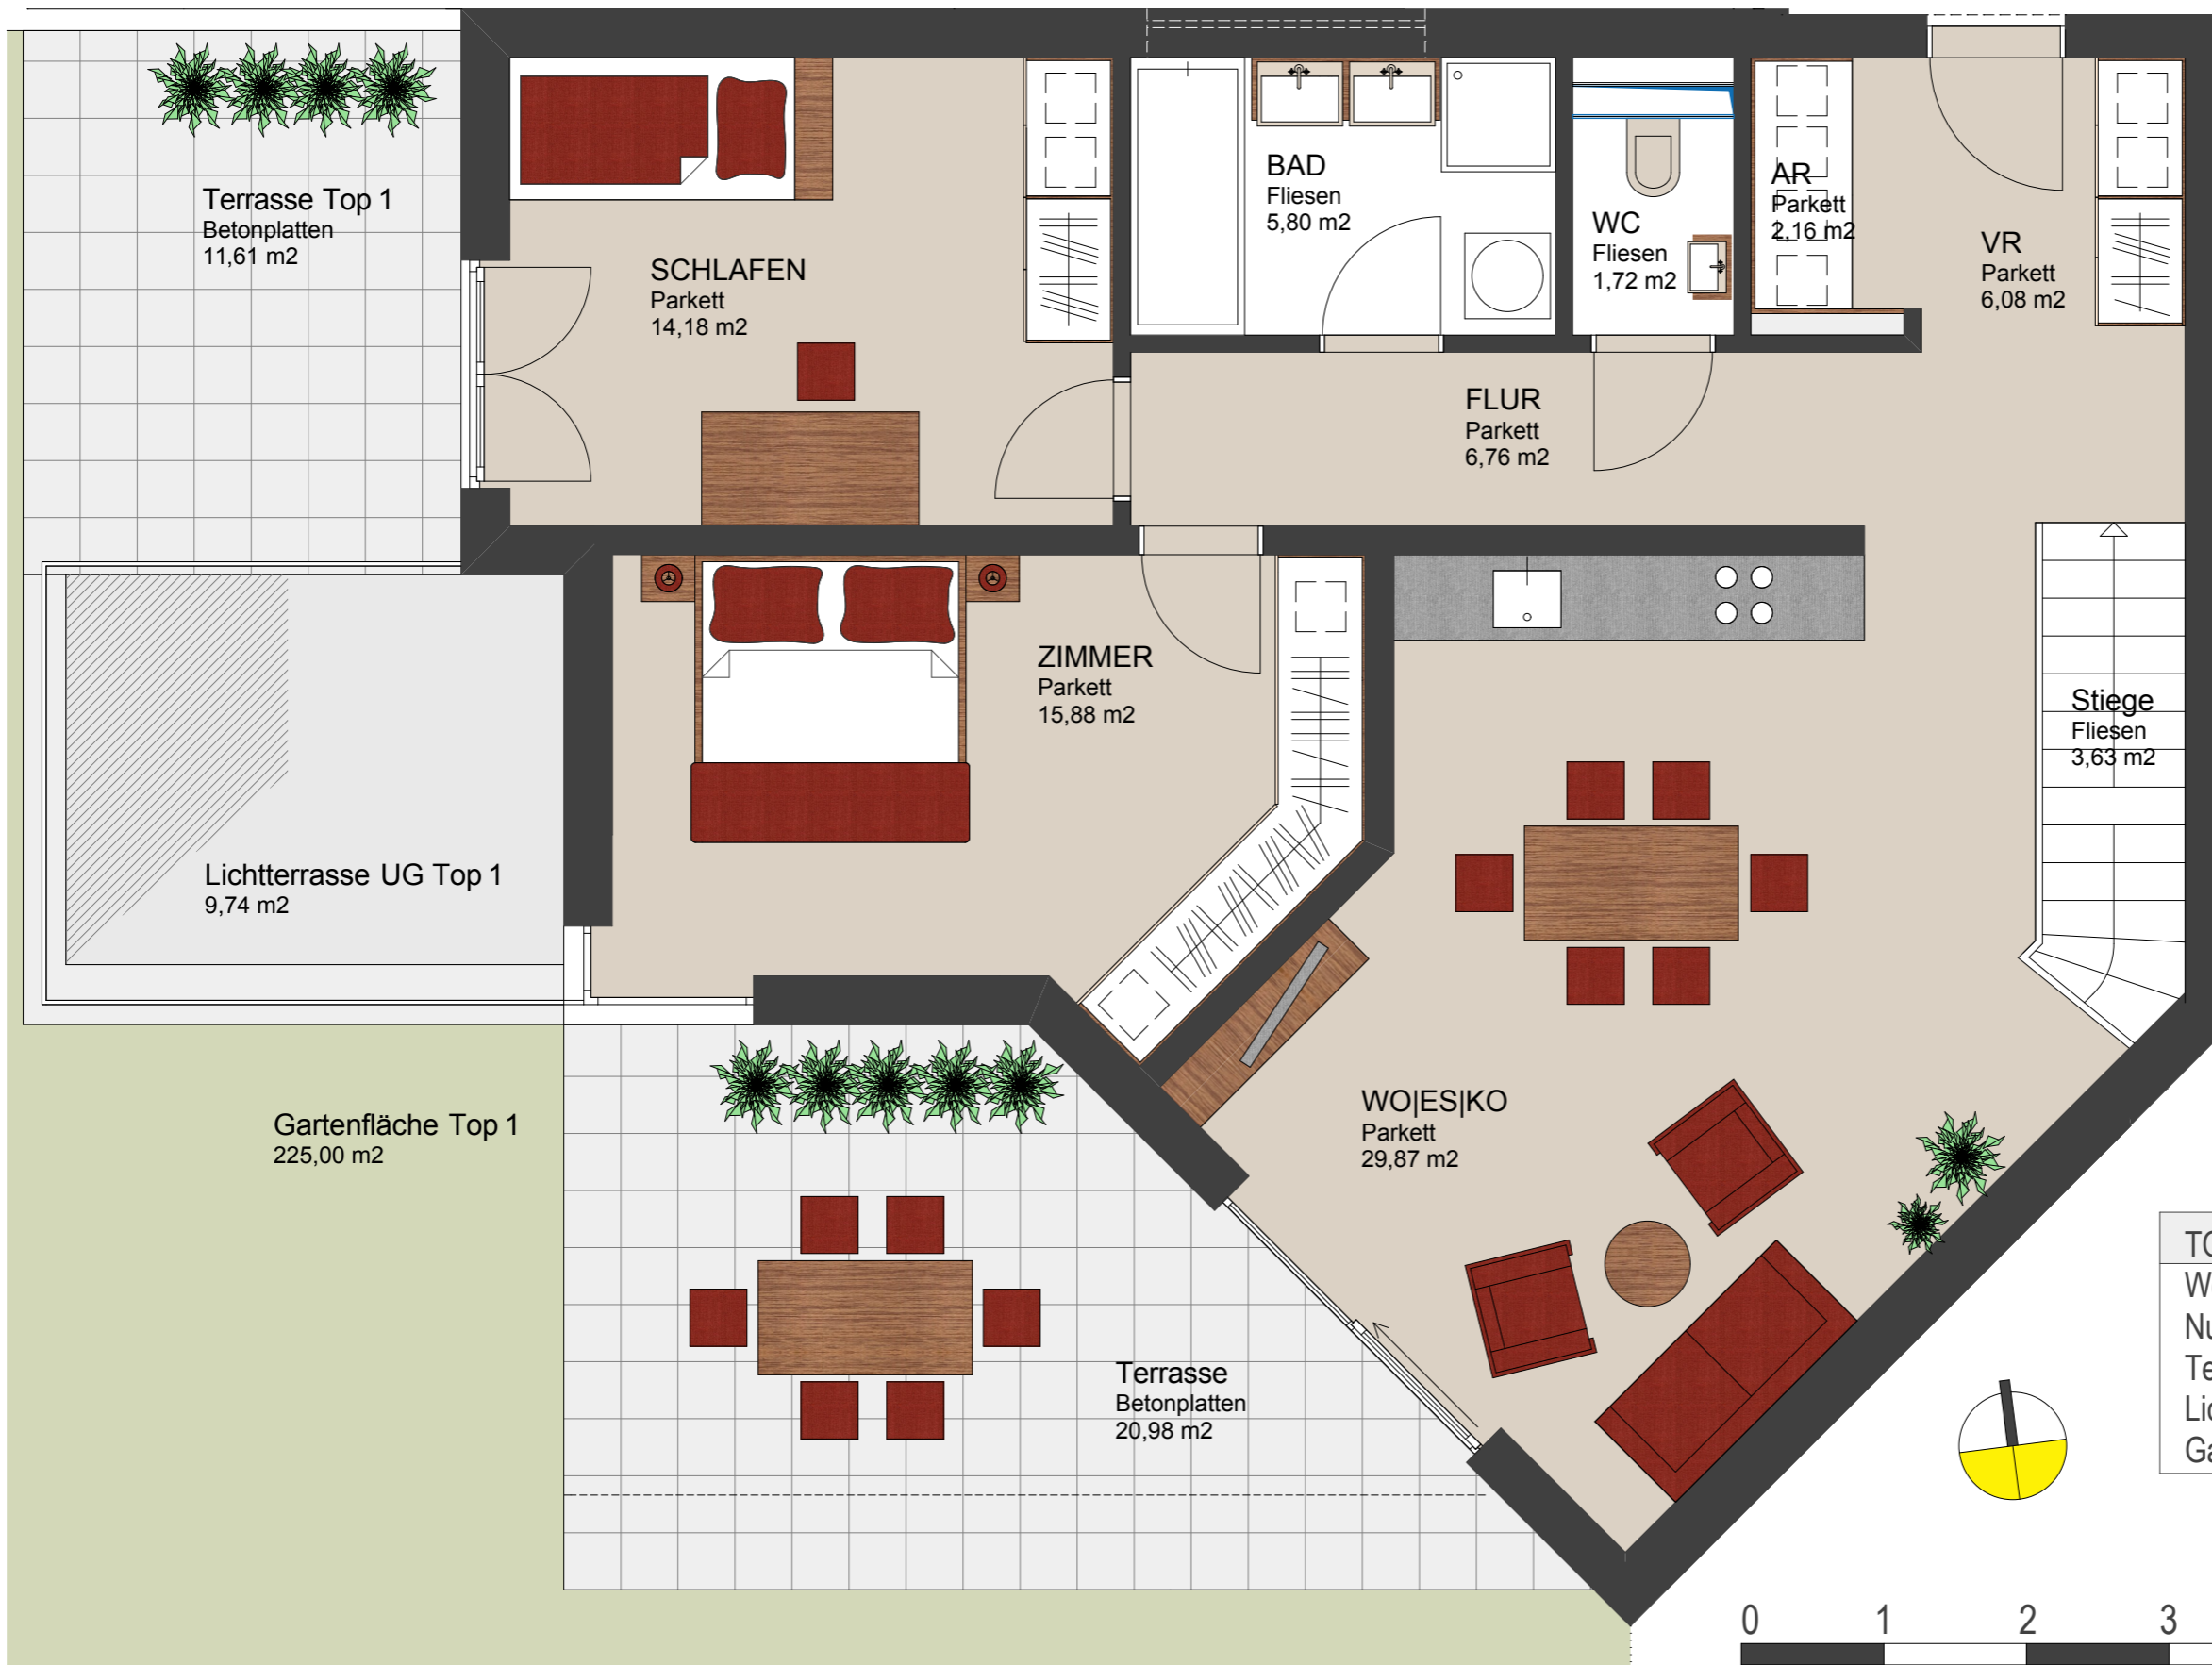 Terrasse Top 1
Betonplatten
11,61 m2
SCHLAFEN
Parkett
14,18 m2
BAD
Fliesen
5,80 m2
WC
Fliesen
1,72 m2
AR
Parkett
2,16 m2
VR
Parkett
6,08 m2
FLUR
Parkett
6,76 m2
ZIMMER
Parkett
15,88 m2
Stiege
Fliesen
3,63 m2
Lichtterrasse UG Top 1
9,74 m2
Gartenfläche Top 1
225,00 m2
WO|ES|KO
Parkett
29,87 m2
Terrasse
Betonplatten
20,98 m2
0 1 2 3